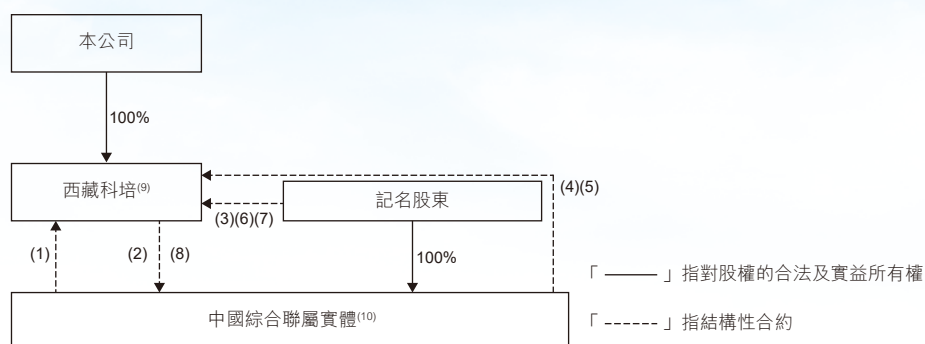 本公司
100%
西藏科培(9)
(4)(5)
記名股東
(3)(6)(7)
(1)
(2)
(8)
100%
「 ——— 」指對股權的合法及實益所有權
中國綜合聯屬實體(10)
「 ------ 」指結構性合約